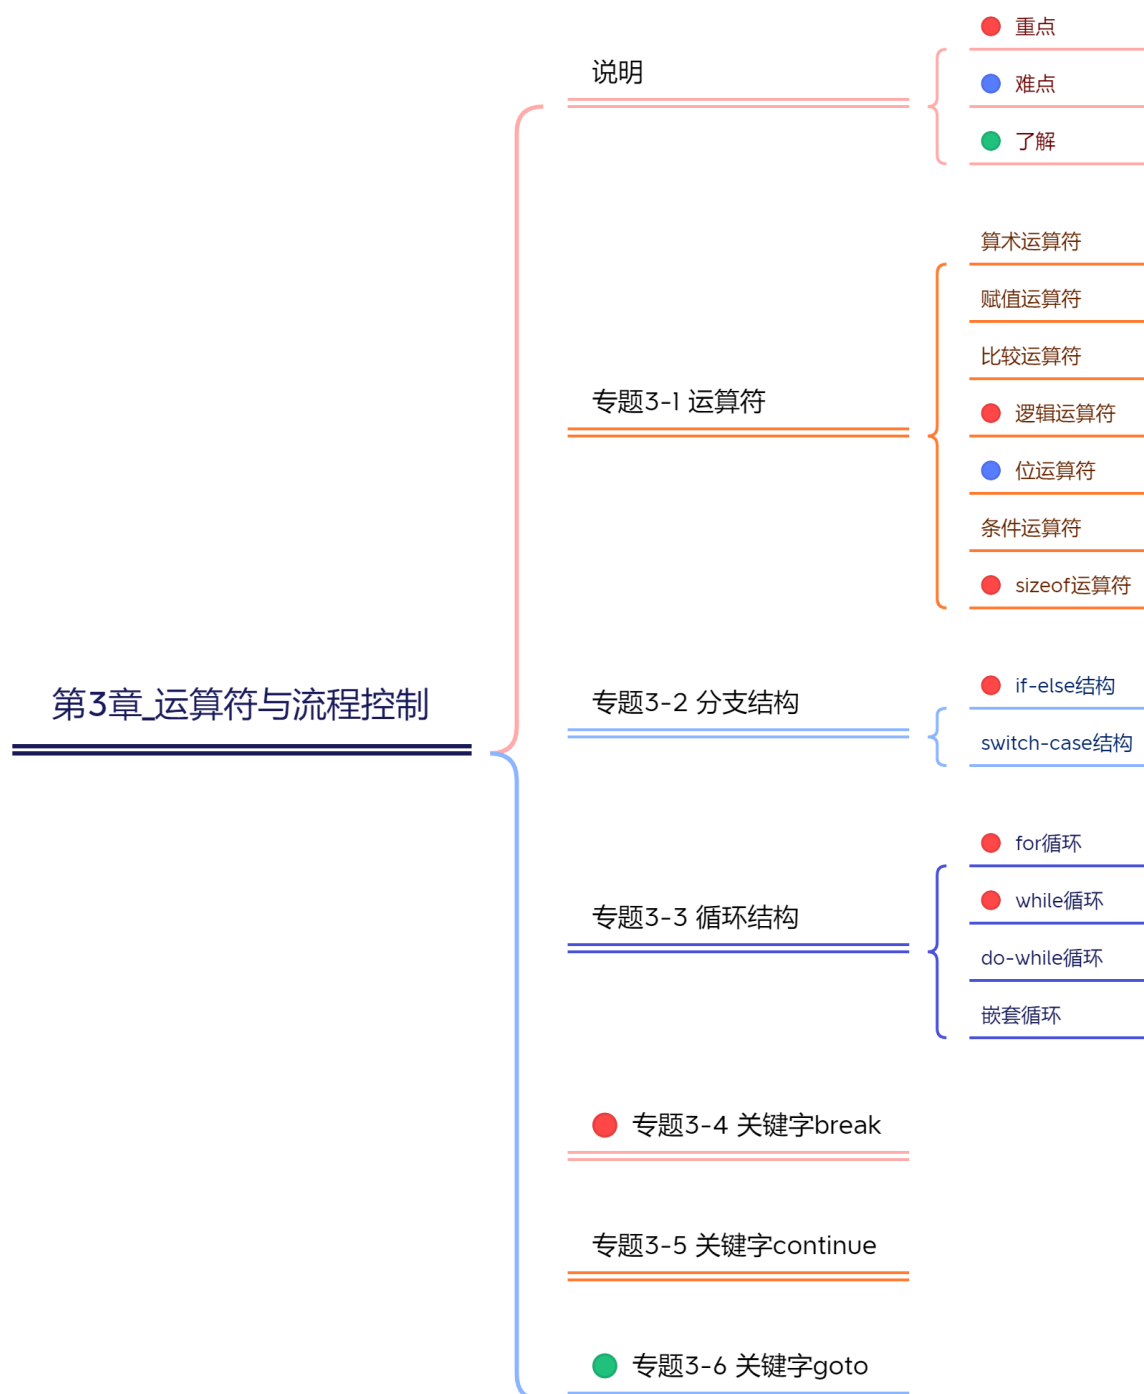 重点
说明
难点
了解
算术运算符
赋值运算符
比较运算符
专题3-1 运算符
逻辑运算符
位运算符
条件运算符
sizeof运算符
第3章_运算符与流程控制
专题3-2 分支结构
if-else结构
switch-case结构
专题3-3 循环结构
for循环
while循环
do-while循环
嵌套循环
专题3-4 关键字break
专题3-5 关键字continue
专题3-6 关键字goto